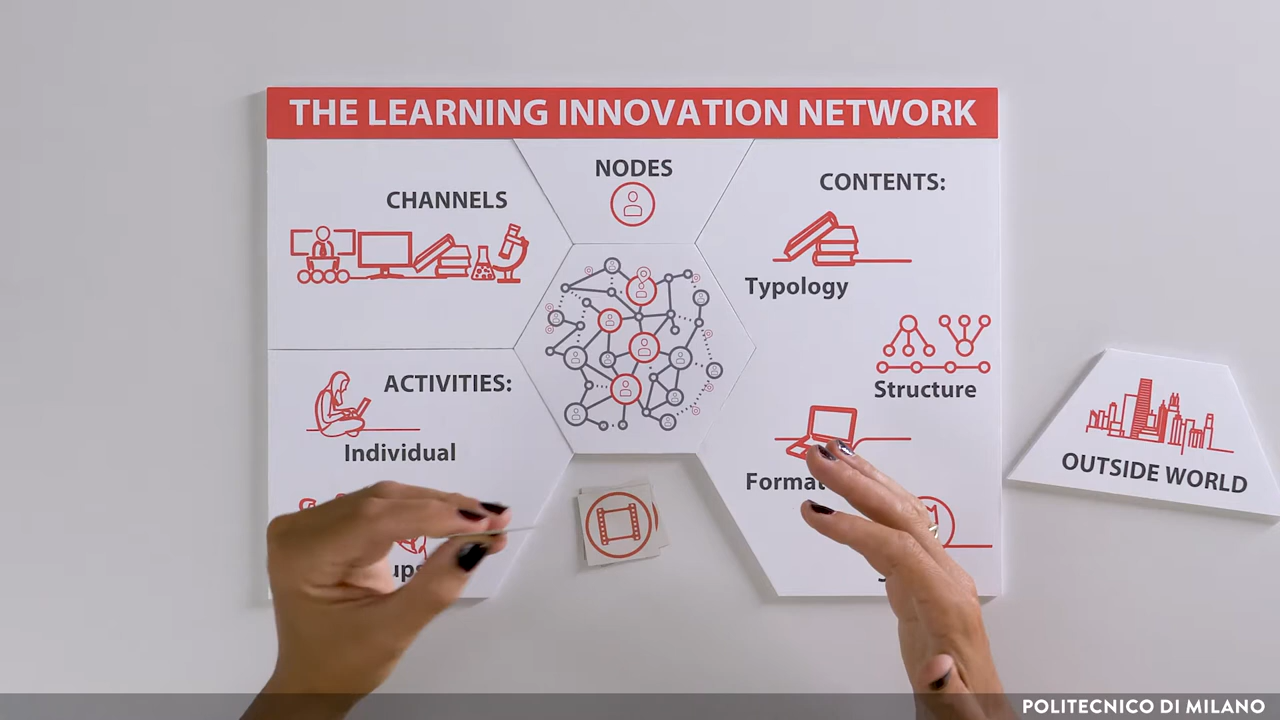 THE LEARNING INNOVATION NETWORK
NODES
CHANNELS
CONTENTS:
Typology
Structure
ACTIVITIES:
Individual
OUTSIDE WORLD
POLITECNICO DI MILANO